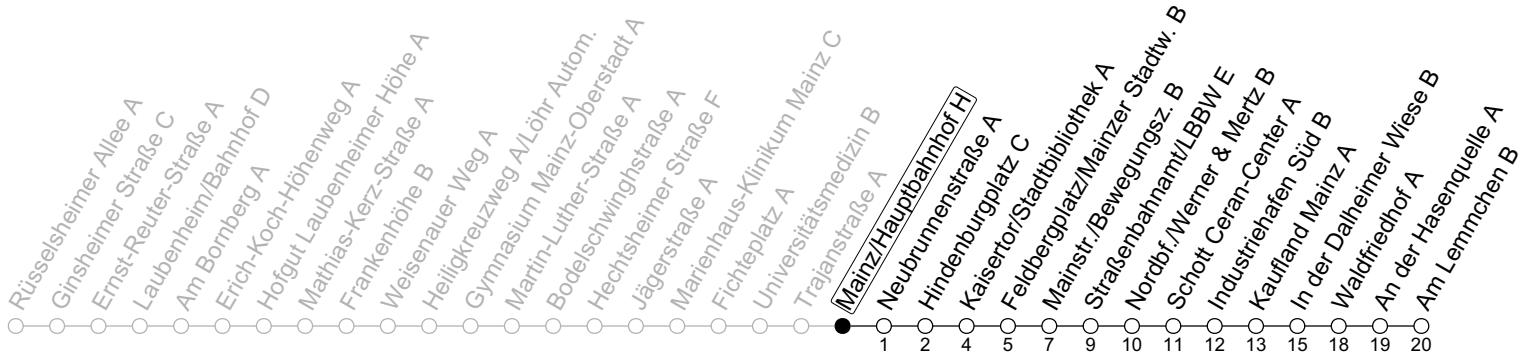 Rüsselsheimer Allee A
Ginsheimer Straße C
Ernst-Reuter-Straße A
Laubenheim/Bahnhof D
Am Bornberg A
Erich-Koch-Höhenweg A
Hofgut Laubenheimer Höhe A
Mathias-Kerz-Straße A
Frankenhöhe B
Weisenauer Weg A
Heiligkreuzweg A/Löhr Autom.
Gymnasium Mainz-Oberstadt A
Martin-Luther-Straße A
Bodelschwinghstraße A
Hechtsheimer Straße F
Jägerstraße A
Marienhaus-Klinikum Mainz C
Fichteplatz A
Universitätsmedizin B
Trajanstraße A
Mainz/Hauptbahnhof H
Neubrunnenstraße A
Hindenburgplatz C
Kaisertor/Stadtbibliothek A
Feldbergplatz/Mainzer Stadtw. B
Mainstr./Bewegungsz. B
Straßenbahnamt/LBBW E
Nordbf./Werner & Mertz B
Schott Ceran-Center A
Industriehafen Süd B
Kaufland Mainz A
In der Dalheimer Wiese B
Waldfriedhof A
An der Hasenquelle A
Am Lemmchen B
1 2 4 5 7 9 10 11 12 13 15 18 19 20